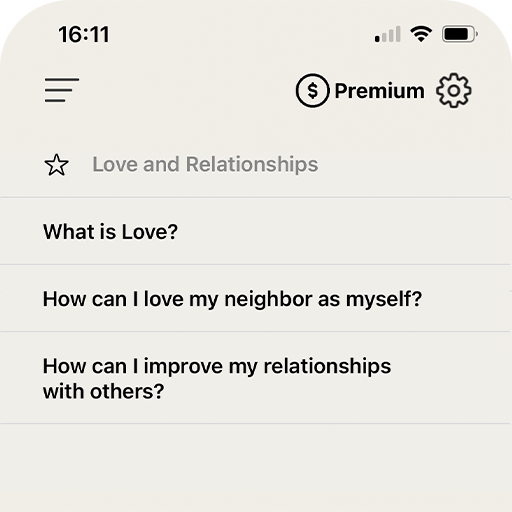 16:11
$ Premium
Love and Relationships
What is Love?
How can I love my neighbor as myself?
How can I improve my relationships
with others?